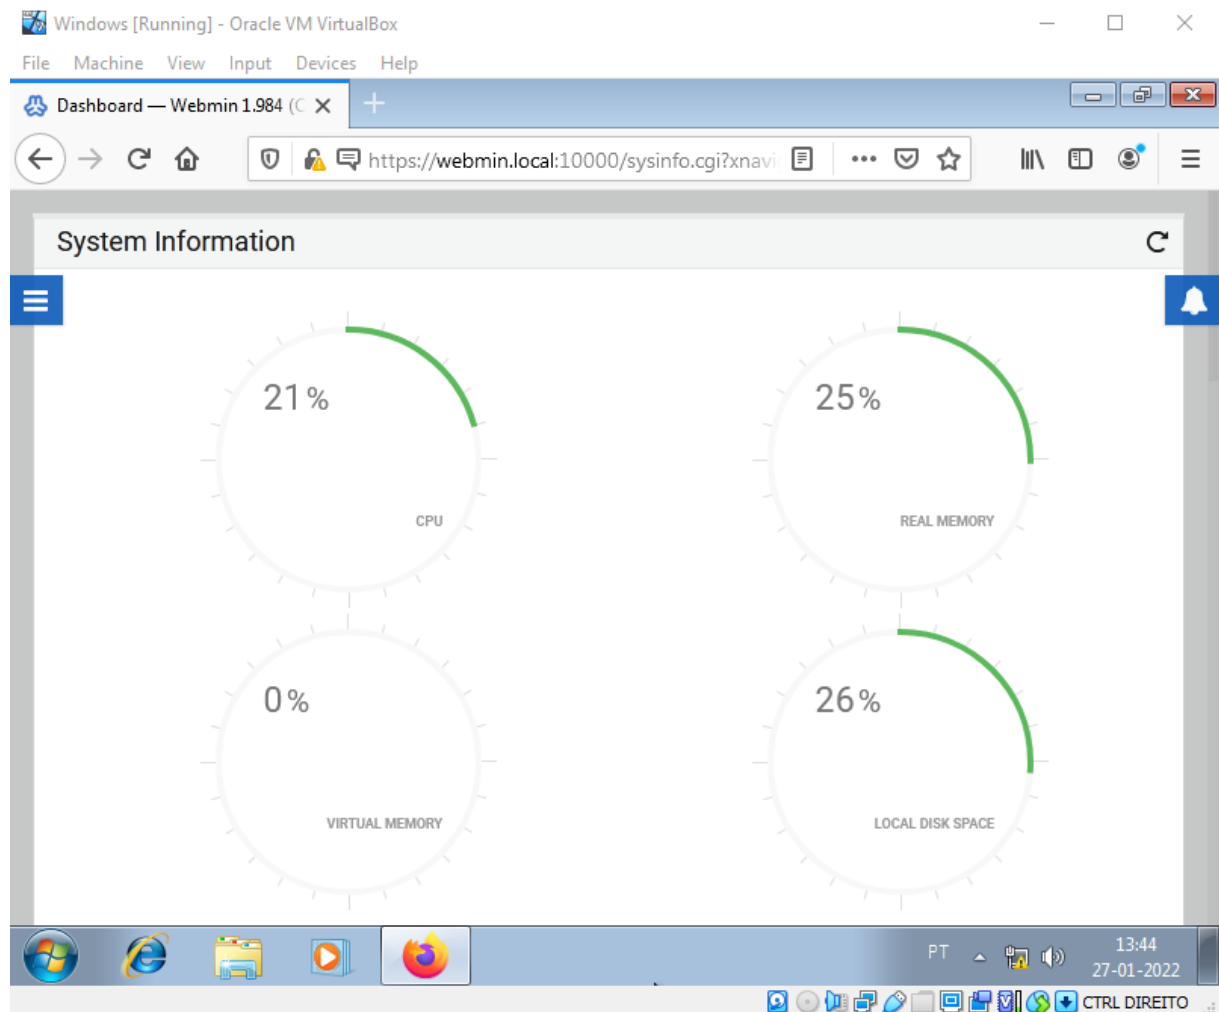 Windows [Running] - Oracle VM VirtualBox
File Machine View Input Devices Help
Dashboard — Webmin 1.984 (C
https://webmin.local:10000/sysinfo.cgi?xnavi
System Information
21%
CPU
25%
REAL MEMORY
0%
VIRTUAL MEMORY
26%
LOCAL DISK SPACE
PT
13:44
27-01-2022
CTRL DIREITO